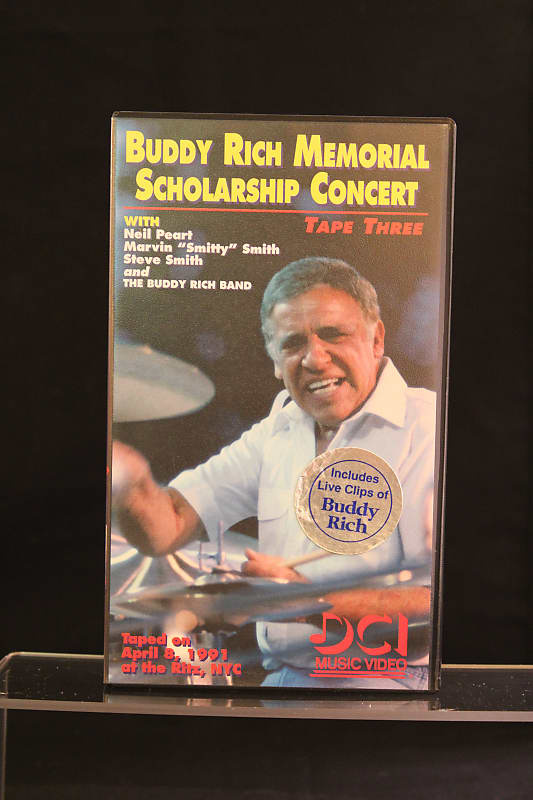 BUDDY RICH MEMORIAL
SCHOLARSHIP CONCERT
TAPE THREE
WITH
Neil Peart
Marvin "Smitty" Smith
Steve Smith
and
THE BUDDY RICH BAND
Includes
Live Clips of
Buddy
Rich
Taped on
April 8, 1991
at the Ritz, NYC
DCI
MUSIC VIDEO